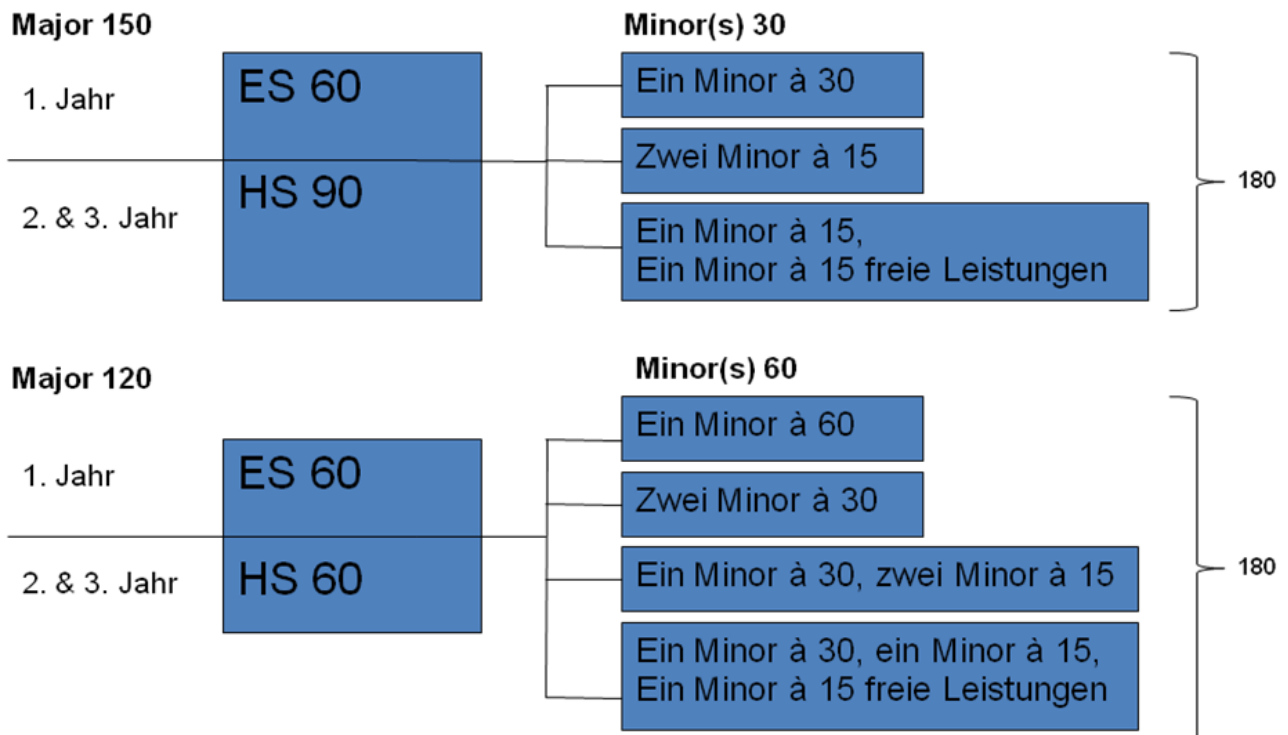 Major 150
Minor(s) 30
1. Jahr
ES 60
Ein Minor à 30
Zwei Minor à 15
HS 90
2. & 3. Jahr
Ein Minor à 15,
Ein Minor à 15 freie Leistungen
180
Major 120
Minor(s) 60
1. Jahr
ES 60
Ein Minor à 60
Zwei Minor à 30
2. & 3. Jahr
HS 60
Ein Minor à 30, zwei Minor à 15
Ein Minor à 30, ein Minor à 15,
Ein Minor à 15 freie Leistungen
180